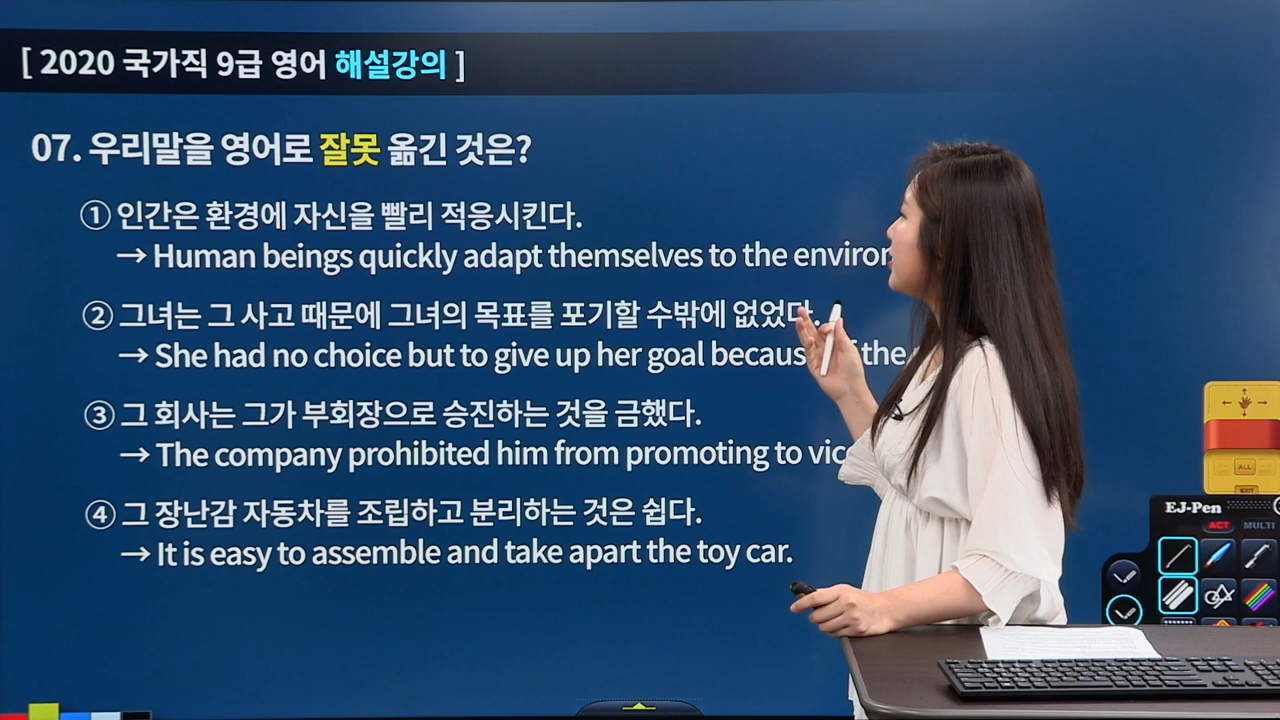 [ 2020 국가직 9급 영어 해설강의 ]
07. 우리말을 영어로 잘못 옮긴 것은?
① 인간은 환경에 자신을 빨리 적응시킨다.
→ Human beings quickly adapt themselves to the
② 그녀는 그 사고 때문에 그녀의 목표를 포기할 수밖에 없었다.
→ She had no choice but to give up her goal the
③ 그 회사는 그가 부회장으로 승진하는 것을 금했다.
→ The company prohibited him from promoting to
④ 그 장난감 자동차를 조립하고 분리하는 것은 쉽다.
→ It is easy to assemble and take apart the toy car.
ALL
EXIT
EJ-Pen
ACT MULTI